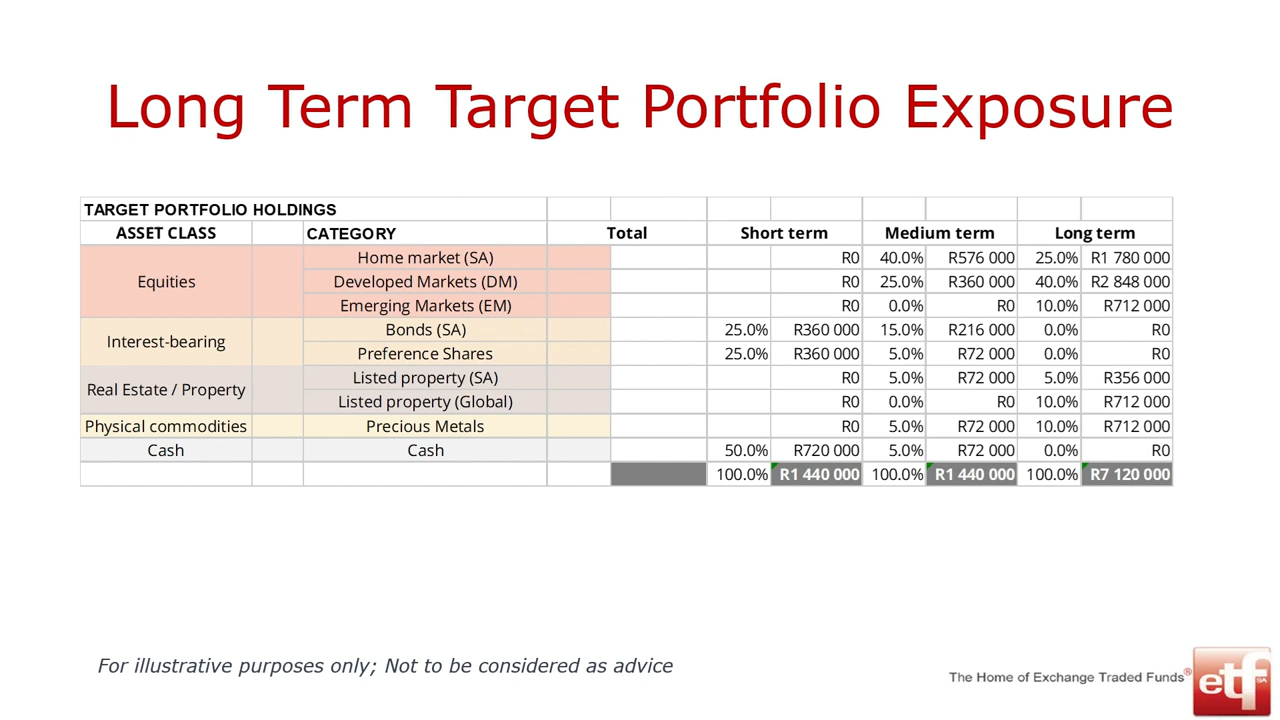 Long Term Target Portfolio Exposure
TARGET PORTFOLIO HOLDINGS
ASSET CLASS CATEGORY Total Short term Medium term Long term
Equities Home market (SA) R0 40.0% R576 000 25.0% R1 780 000
Developed Markets (DM) R0 25.0% R360 000 40.0% R2 848 000
Emerging Markets (EM) R0 0.0% R0 10.0% R712 000
Interest-bearing Bonds (SA) 25.0% R360 000 15.0% R216 000 0.0% R0
Preference Shares 25.0% R360 000 5.0% R72 000 0.0% R0
Real Estate / Property Listed property (SA) R0 5.0% R72 000 5.0% R356 000
Listed property (Global) R0 0.0% R0 10.0% R712 000
Physical commodities Precious Metals R0 5.0% R72 000 10.0% R712 000
Cash Cash 50.0% R720 000 5.0% R72 000 0.0% R0
100.0% R1 440 000 100.0% R1 440 000 100.0% R7 120 000
For illustrative purposes only; Not to be considered as advice
The Home of Exchange Traded Funds® etf SA